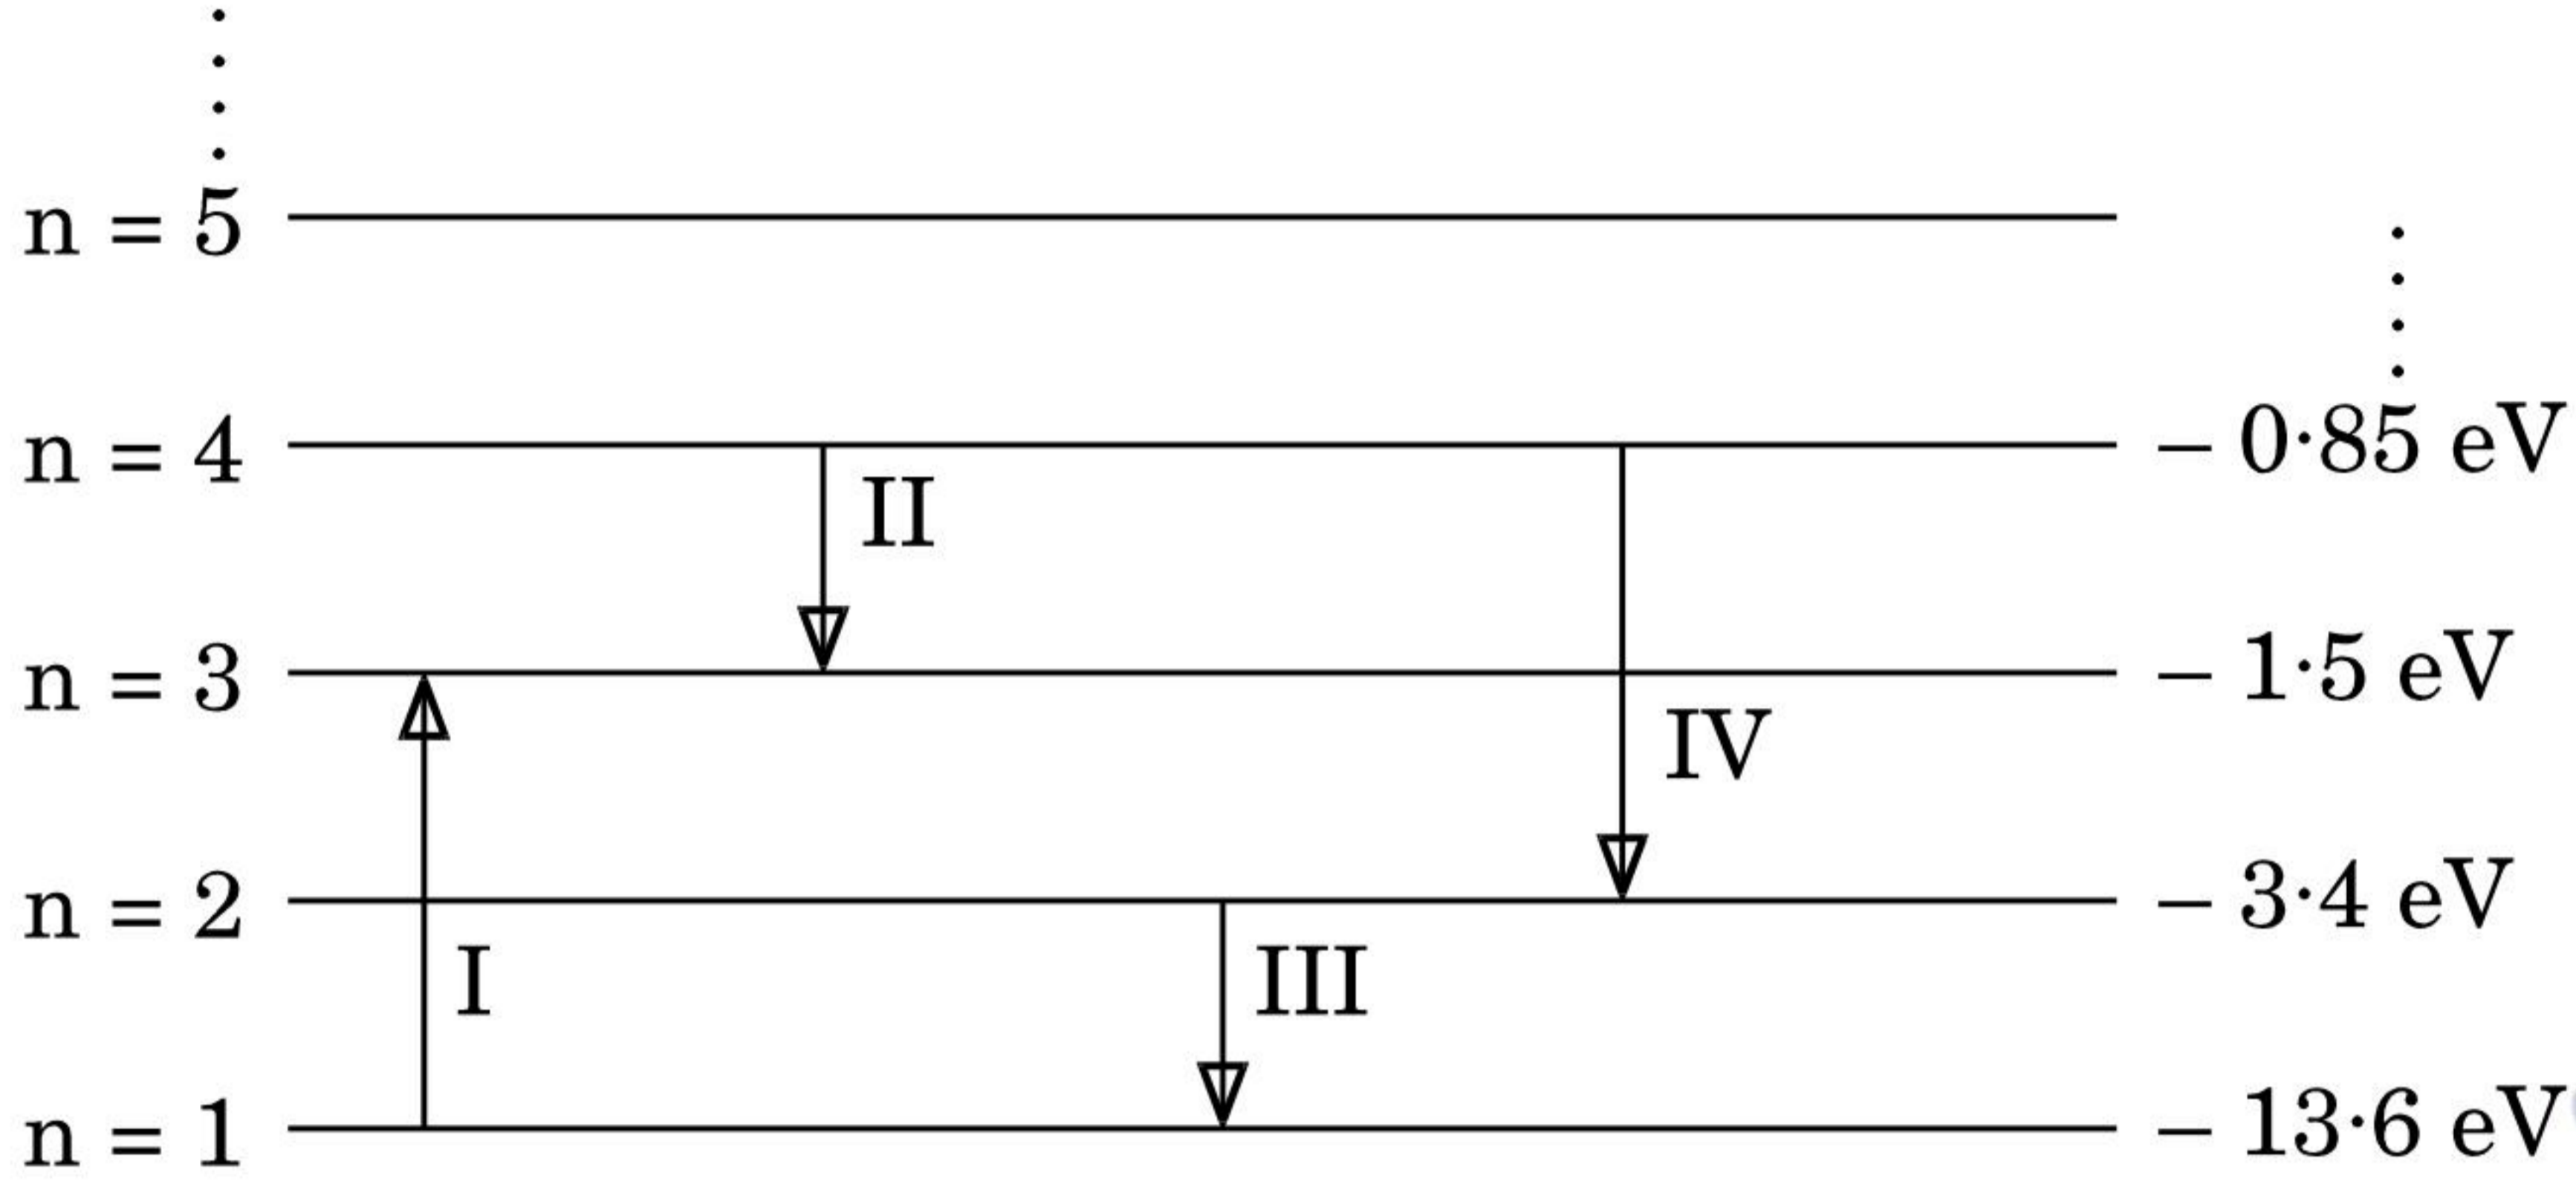 n = 5
n = 4
– 0·85 eV
II
n = 3
– 1·5 eV
IV
n = 2
– 3·4 eV
I
III
n = 1
– 13·6 eV